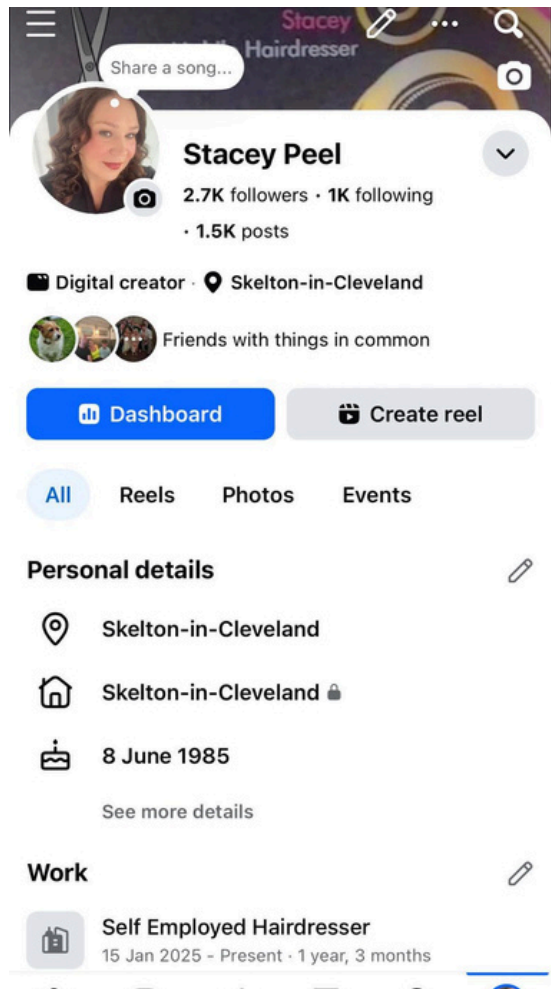 Stacey
Hairdresser
Share a song...
Stacey Peel
2.7K followers · 1K following
· 1.5K posts
Digital creator · Skelton-in-Cleveland
Friends with things in common
Dashboard
Create reel
All Reels Photos Events
Personal details
Skelton-in-Cleveland
Skelton-in-Cleveland
8 June 1985
See more details
Work
Self Employed Hairdresser
15 Jan 2025 - Present · 1 year, 3 months